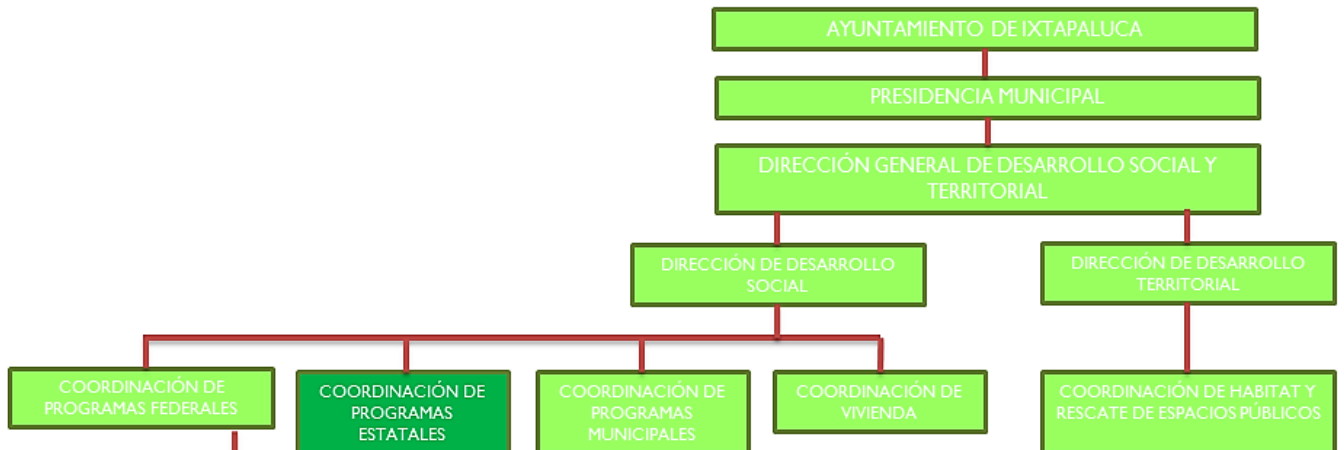 AYUNTAMIENTO DE IXTAPALUCA
PRESIDENCIA MUNICIPAL
DIRECCIÓN GENERAL DE DESARROLLO SOCIAL Y
TERRITORIAL
DIRECCIÓN DE DESARROLLO
SOCIAL
DIRECCIÓN DE DESARROLLO
TERRITORIAL
COORDINACIÓN DE
PROGRAMAS FEDERALES
COORDINACIÓN DE
PROGRAMAS
ESTATALES
COORDINACIÓN DE
PROGRAMAS
MUNICIPALES
COORDINACIÓN DE
VIVIENDA
COORDINACIÓN DE HABITAT Y
RESCATE DE ESPACIOS PÚBLICOS